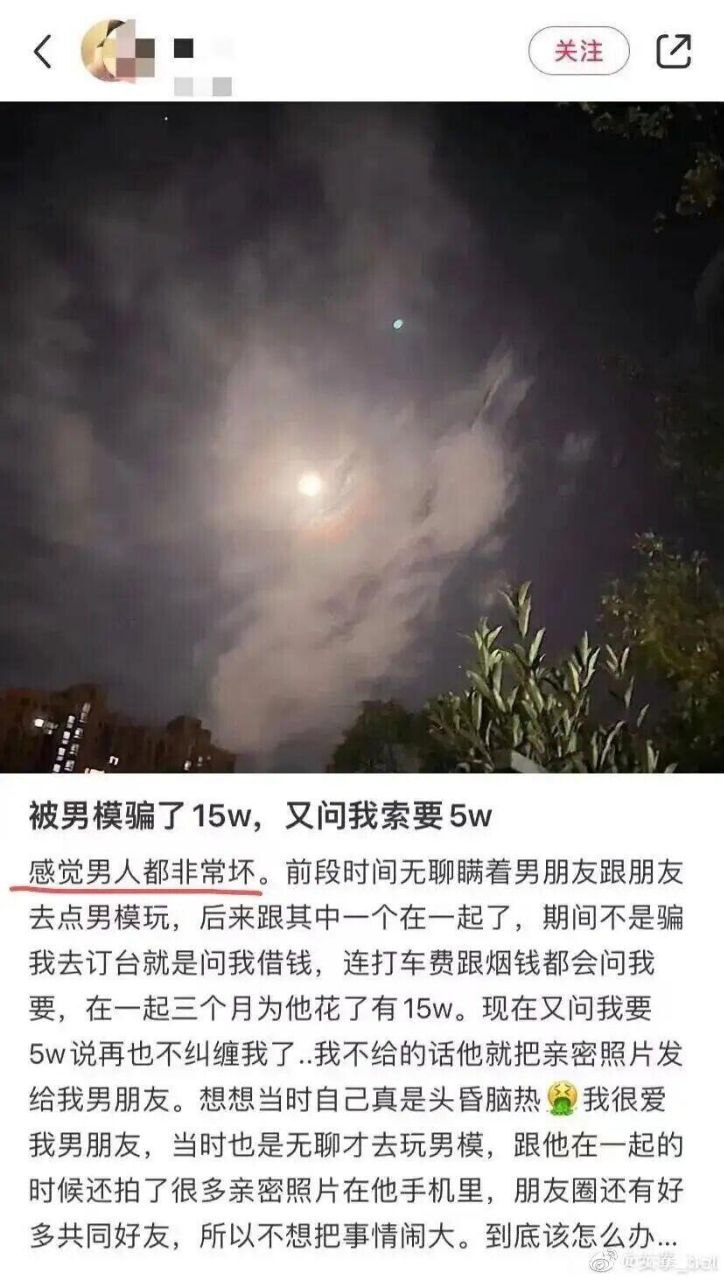 关注
被男模骗了15w，又问我索要5w
感觉男人都非常坏。前段时间无聊瞒着男朋友跟朋友
去点男模玩，后来跟其中一个在一起了，期间不是骗
我去订台就是问我借钱，连打车费跟烟钱都会问我
要，在一起三个月为他花了有15w。现在又问我要
5w说再也不纠缠我了..我不给的话他就把亲密照片发
给我男朋友。想想当时自己真是头昏脑热🤮我很爱
我男朋友，当时也是无聊才去玩男模，跟他在一起的
时候还拍了很多亲密照片在他手机里，朋友圈还有好
多共同好友，所以不想把事情闹大。到底该怎么办...